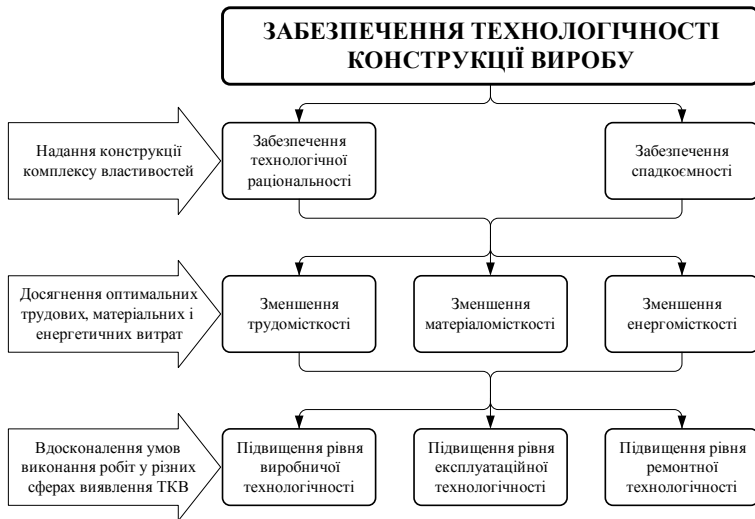 ЗАБЕЗПЕЧЕННЯ ТЕХНОЛОГІЧНОСТІ
КОНСТРУКЦІЇ ВИРОБУ
Надання конструкції
комплексу властивостей
Забезпечення
технологічної
раціональності
Забезпечення
спадкоємності
Досягнення оптимальних
трудових, матеріальних і
енергетичних витрат
Зменшення
трудомісткості
Зменшення
матеріаломісткості
Зменшення
енергомісткості
Вдосконалення умов
виконання робіт у різних
сферах виявлення ТКВ
Підвищення рівня
виробничої
технологічності
Підвищення рівня
експлуатаційної
технологічності
Підвищення рівня
ремонтної
технологічності